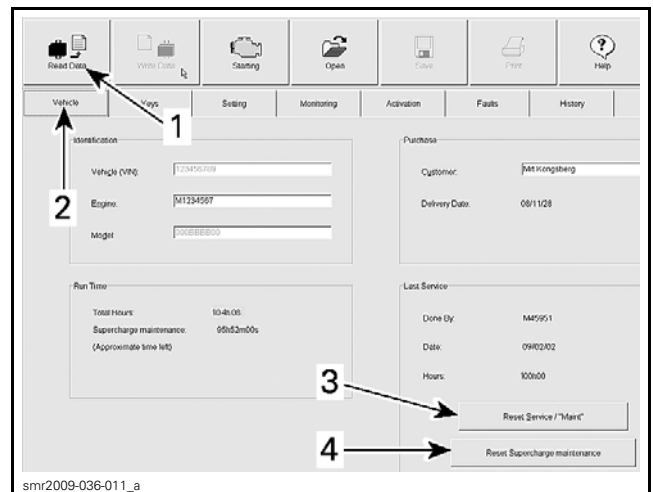 Read Data Write Data Starting Open Save Print Help
Vehicle Keys Setting Monitoring Activation Faults History
1
2
Identification
Vehicle (VIN): 123456789
Engine: M1234567
Model 000BBBB00
Purchase
Customer: Mrt Kongsberg
Delivery Date: 08/11/28
Run Time
Total Hours:
Supercharge maintenance: 95h52m00s
(Approximate time left)
Last Service
Done By: M45951
Date: 09/02/02
Hours: 100h00
3
Reset Service / "Maint"
4
Reset Supercharge maintenance
smr2009-036-011_a